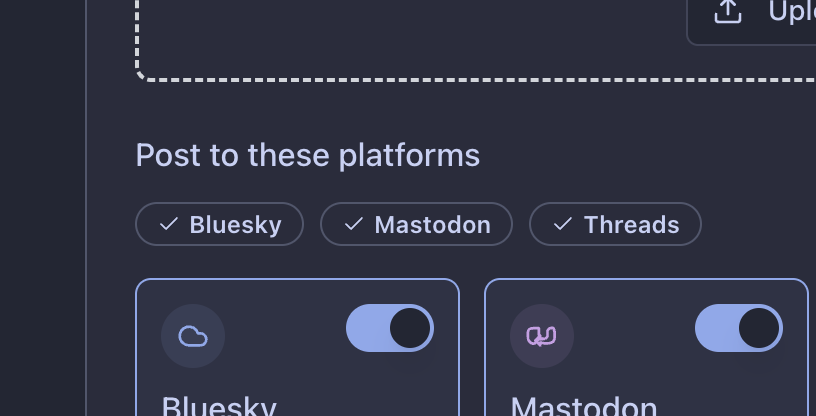 Post to these platforms
Bluesky Mastodon Threads
Bluesky Mastodon